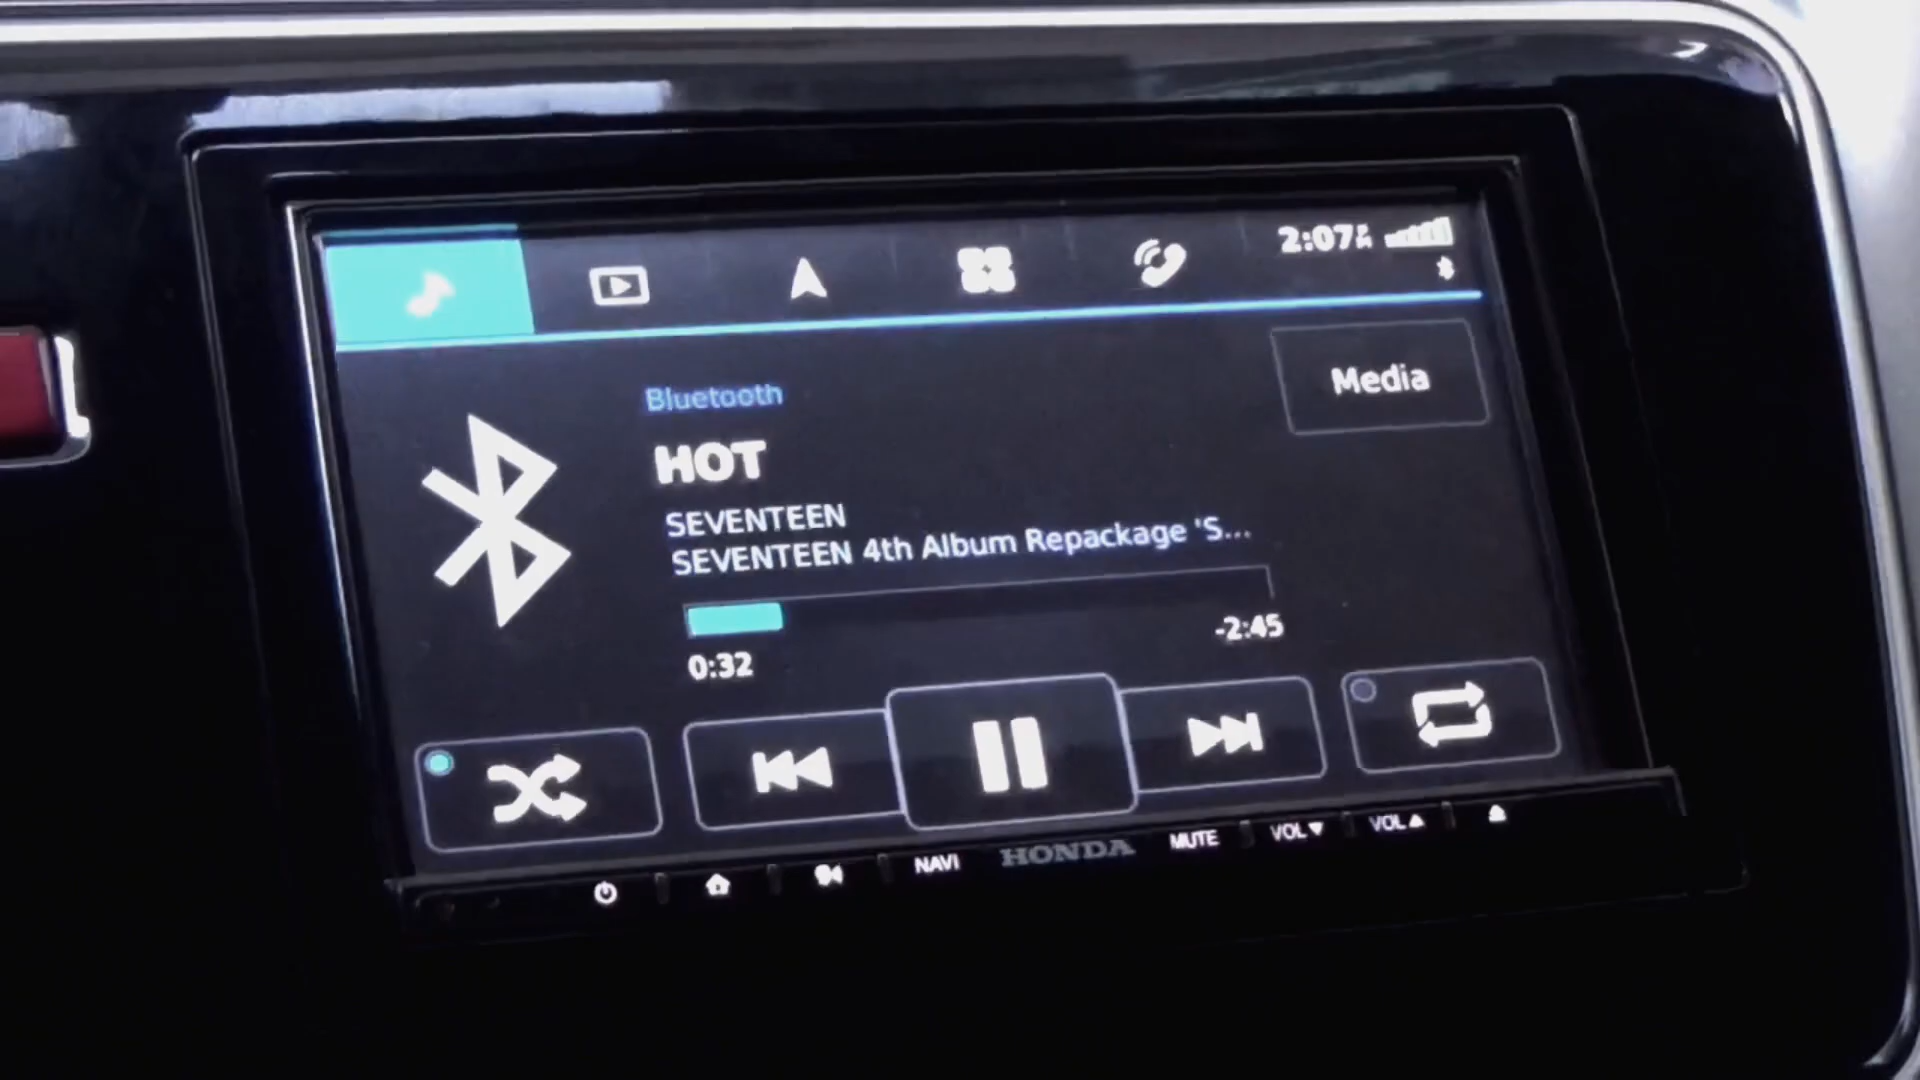 2:07 PM
Media
Bluetooth
HOT
SEVENTEEN
SEVENTEEN 4th Album Repackage 'S...
0:32
-2:45
NAVI
HONDA
MUTE
VOL
VOL